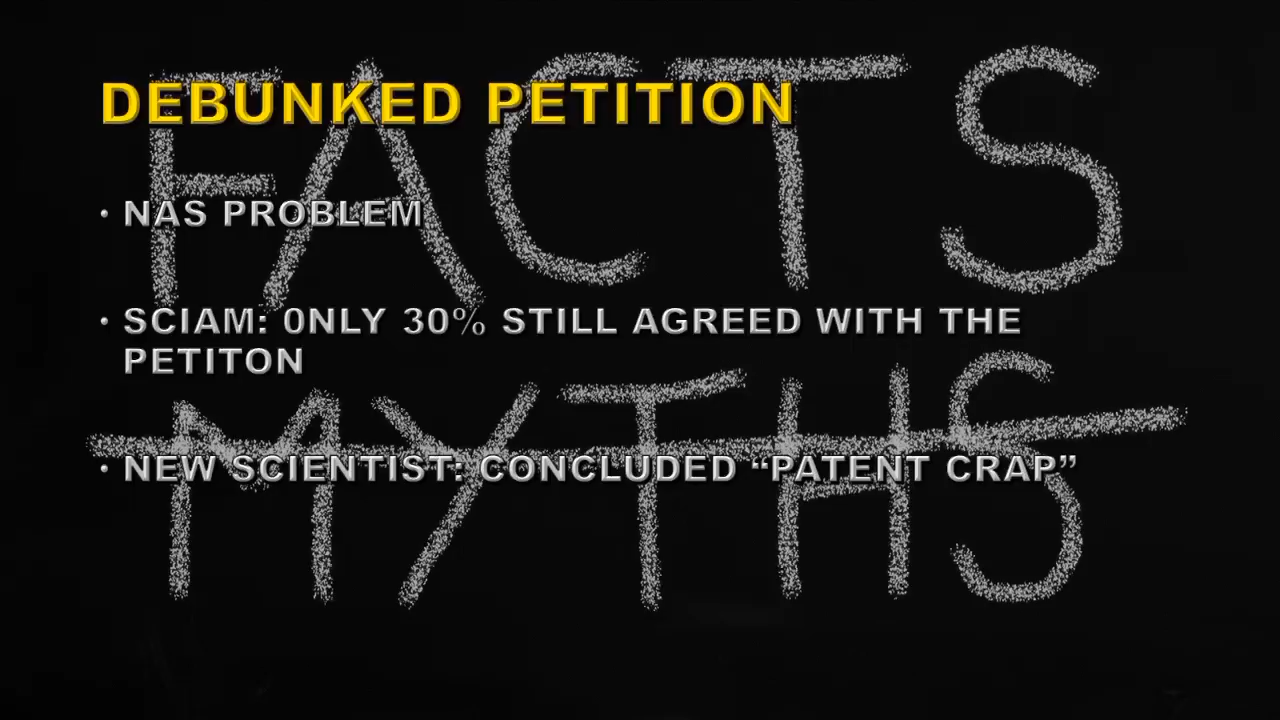 FACTS
DEBUNKED PETITION
• NAS PROBLEM
• SCIAM: 0NLY 30% STILL AGREED WITH THE
PETITON
MYTHS
• NEW SCIENTIST: CONCLUDED “PATENT CRAP”